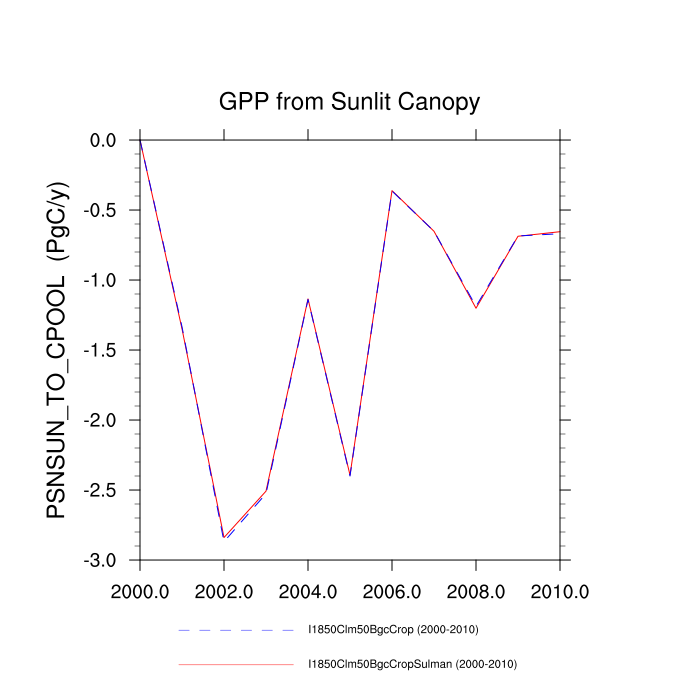 GPP from Sunlit Canopy
PSNSUN_TO_CPOOL (PgC/y)
0.0
-0.5
-1.0
-1.5
-2.0
-2.5
-3.0
2000.0 2002.0 2004.0 2006.0 2008.0 2010.0
I1850Clm50BgcCrop (2000-2010)
I1850Clm50BgcCropSulman (2000-2010)